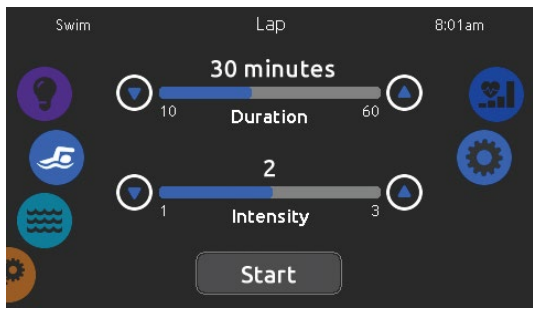 Swim Lap 8:01am
30 minutes
10 Duration 60
2
1 Intensity 3
Start